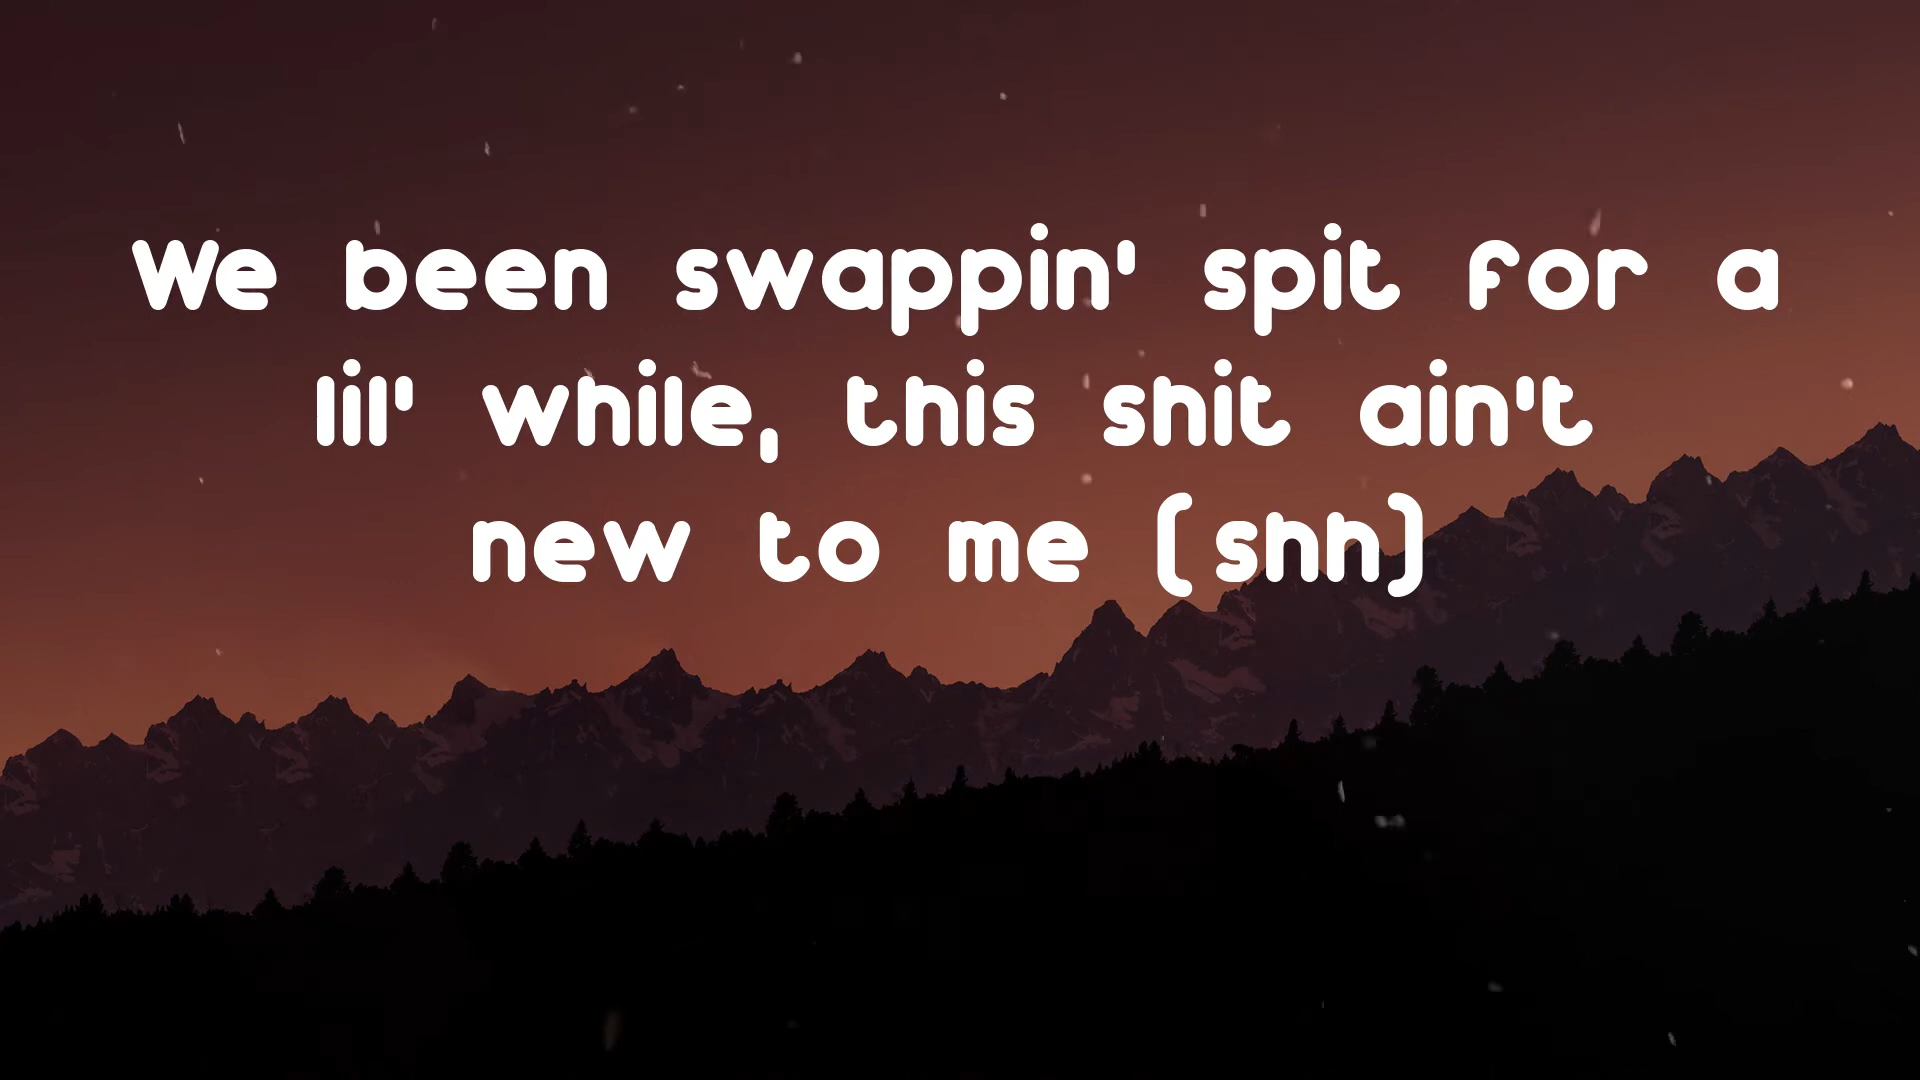 We been swappin' spit for a
lil' while, this shit ain't
new to me (shh)